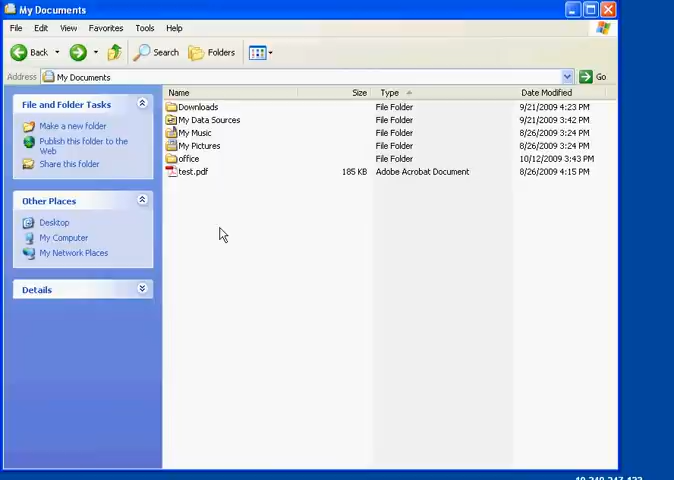 My Documents
File Edit View Favorites Tools Help
Back Search Folders
Address My Documents Go
File and Folder Tasks
Make a new folder
Publish this folder to the
Web
Share this folder
Other Places
Desktop
My Computer
My Network Places
Details
Name Size Type Date Modified
Downloads File Folder 9/21/2009 4:23 PM
My Data Sources File Folder 9/21/2009 3:42 PM
My Music File Folder 8/26/2009 3:24 PM
My Pictures File Folder 8/26/2009 3:24 PM
office File Folder 10/12/2009 3:43 PM
test.pdf 185 KB Adobe Acrobat Document 8/26/2009 4:15 PM